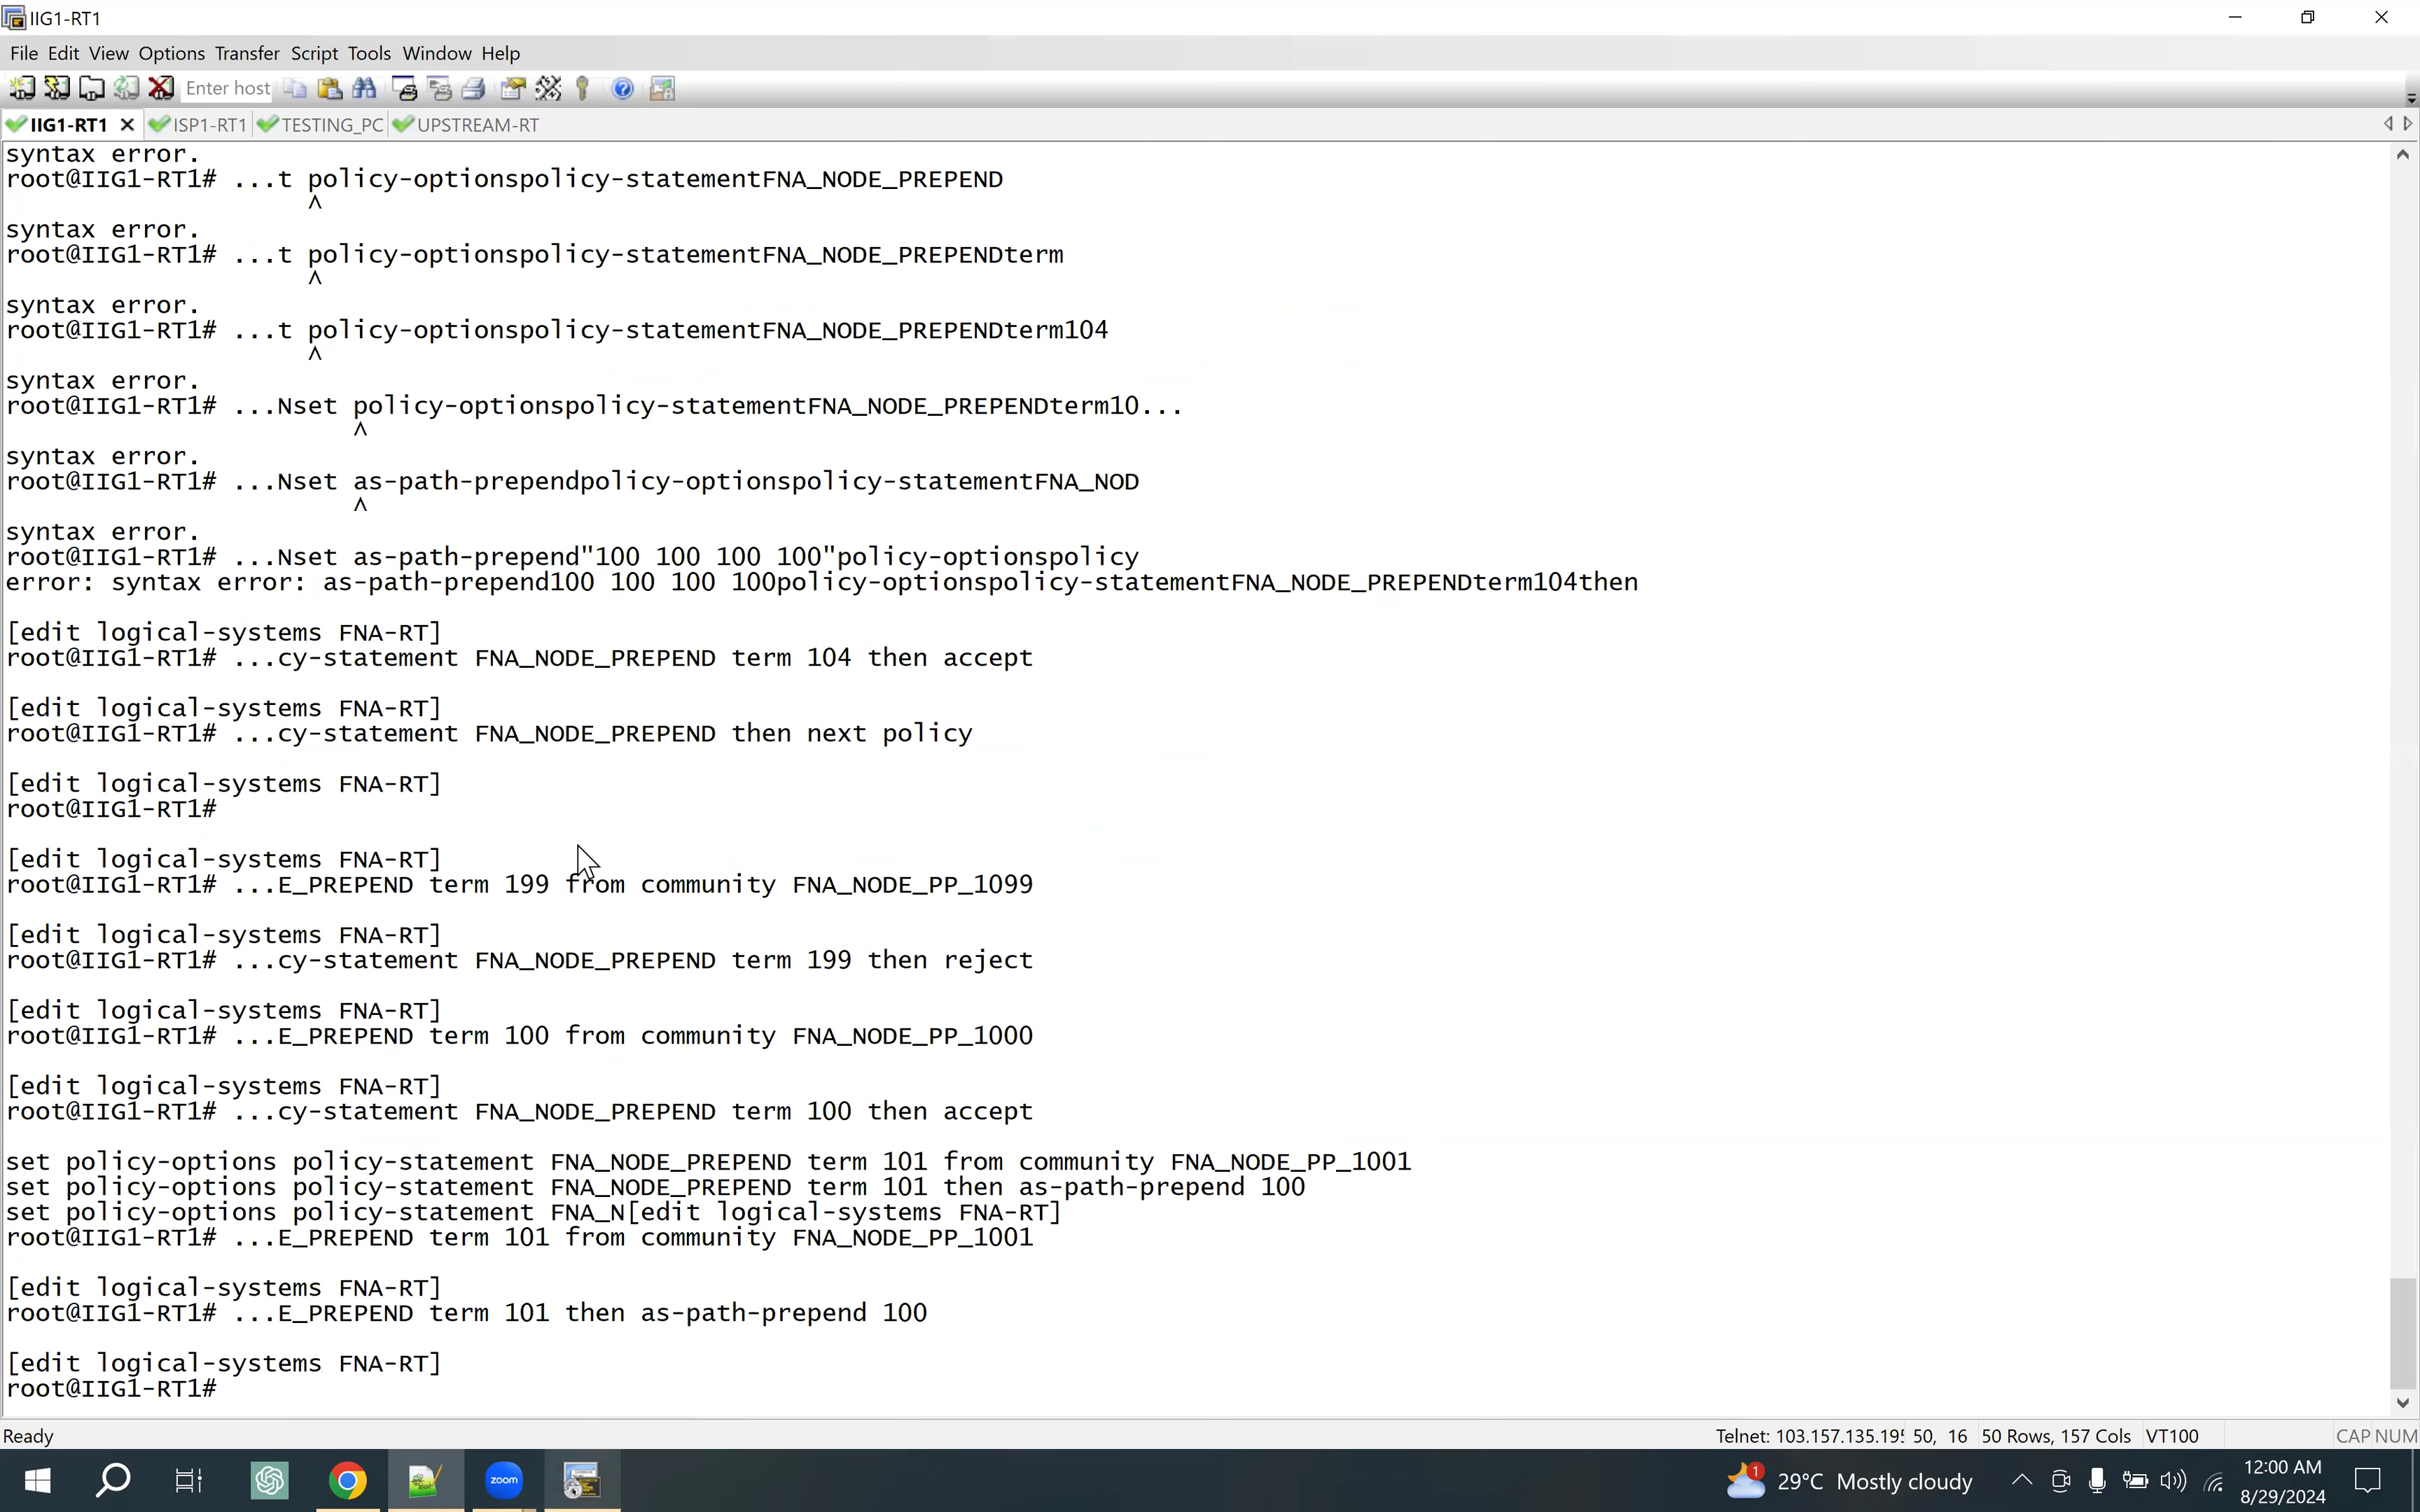 IIG1-RT1
File Edit View Options Transfer Script Tools Window Help
Enter host
IIG1-RT1 ISP1-RT1 TESTING_PC UPSTREAM-RT
syntax error.
root@IIG1-RT1# ...t policy-optionspolicy-statementFNA_NODE_PREPEND
^
syntax error.
root@IIG1-RT1# ...t policy-optionspolicy-statementFNA_NODE_PREPENDterm
^
syntax error.
root@IIG1-RT1# ...t policy-optionspolicy-statementFNA_NODE_PREPENDterm104
^
syntax error.
root@IIG1-RT1# ...Nset policy-optionspolicy-statementFNA_NODE_PREPENDterm10...
^
syntax error.
root@IIG1-RT1# ...Nset as-path-prependpolicy-optionspolicy-statementFNA_NOD
^
syntax error.
root@IIG1-RT1# ...Nset as-path-prepend"100 100 100 100"policy-optionspolicy
error: syntax error: as-path-prepend100 100 100 100policy-optionspolicy-statementFNA_NODE_PREPENDterm104then
[edit logical-systems FNA-RT]
root@IIG1-RT1# ...cy-statement FNA_NODE_PREPEND term 104 then accept
[edit logical-systems FNA-RT]
root@IIG1-RT1# ...cy-statement FNA_NODE_PREPEND then next policy
[edit logical-systems FNA-RT]
root@IIG1-RT1#
[edit logical-systems FNA-RT]
root@IIG1-RT1# ...E_PREPEND term 199 from community FNA_NODE_PP_1099
[edit logical-systems FNA-RT]
root@IIG1-RT1# ...cy-statement FNA_NODE_PREPEND term 199 then reject
[edit logical-systems FNA-RT]
root@IIG1-RT1# ...E_PREPEND term 100 from community FNA_NODE_PP_1000
[edit logical-systems FNA-RT]
root@IIG1-RT1# ...cy-statement FNA_NODE_PREPEND term 100 then accept
set policy-options policy-statement FNA_NODE_PREPEND term 101 from community FNA_NODE_PP_1001
set policy-options policy-statement FNA_NODE_PREPEND term 101 then as-path-prepend 100
set policy-options policy-statement FNA_N[edit logical-systems FNA-RT]
root@IIG1-RT1# ...E_PREPEND term 101 from community FNA_NODE_PP_1001
[edit logical-systems FNA-RT]
root@IIG1-RT1# ...E_PREPEND term 101 then as-path-prepend 100
[edit logical-systems FNA-RT]
root@IIG1-RT1#
Ready Telnet: 103.157.135.195 50, 16 50 Rows, 157 Cols VT100 CAP NUM
zoom 1 29°C Mostly cloudy 12:00 AM
8/29/2024